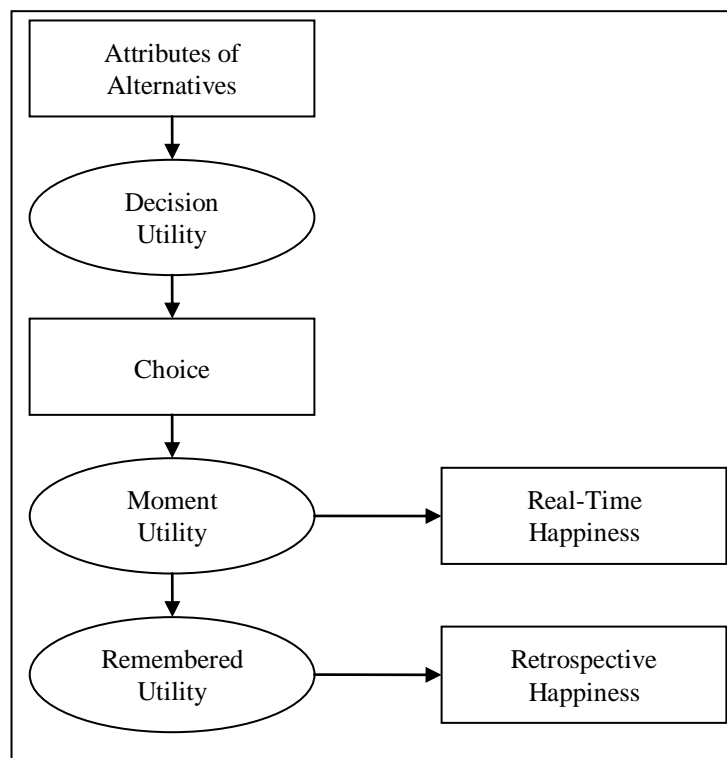 Attributes of
Alternatives
Decision
Utility
Choice
Moment
Utility
Real-Time
Happiness
Remembered
Utility
Retrospective
Happiness